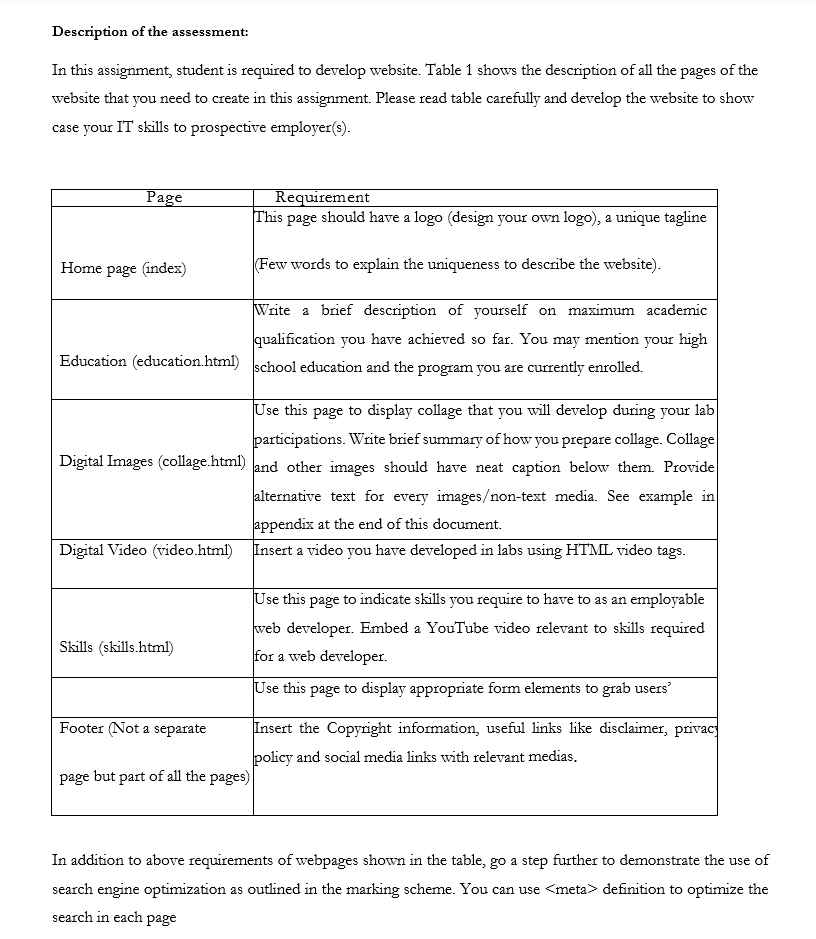 Description of the assessment:
In this assignment, student is required to develop website. Table 1 shows the description of all the pages of the
website that you need to create in this assignment. Please read table carefully and develop the website to show
case your IT skills to prospective employer(s).
Page Requirement
Home page (index)
This page should have a logo (design your own logo), a unique tagline
(Few words to explain the uniqueness to describe the website).
Education (education.html)
Write a brief description of yourself on maximum academic
qualification you have achieved so far. You may mention your high
school education and the program you are currently enrolled.
Digital Images (collage.html)
Use this page to display collage that you will develop during your lab
participations. Write brief summary of how you prepare collage. Collage
and other images should have neat caption below them. Provide
alternative text for every images/non-text media. See example in
appendix at the end of this document.
Digital Video (video.html)
Insert a video you have developed in labs using HTML video tags.
Skills (skills.html)
Use this page to indicate skills you require to have to as an employable
web developer. Embed a YouTube video relevant to skills required
for a web developer.
Use this page to display appropriate form elements to grab users’
Footer (Not a separate
page but part of all the pages)
Insert the Copyright information, useful links like disclaimer, privacy
policy and social media links with relevant medias.
In addition to above requirements of webpages shown in the table, go a step further to demonstrate the use of
search engine optimization as outlined in the marking scheme. You can use <meta> definition to optimize the
search in each page